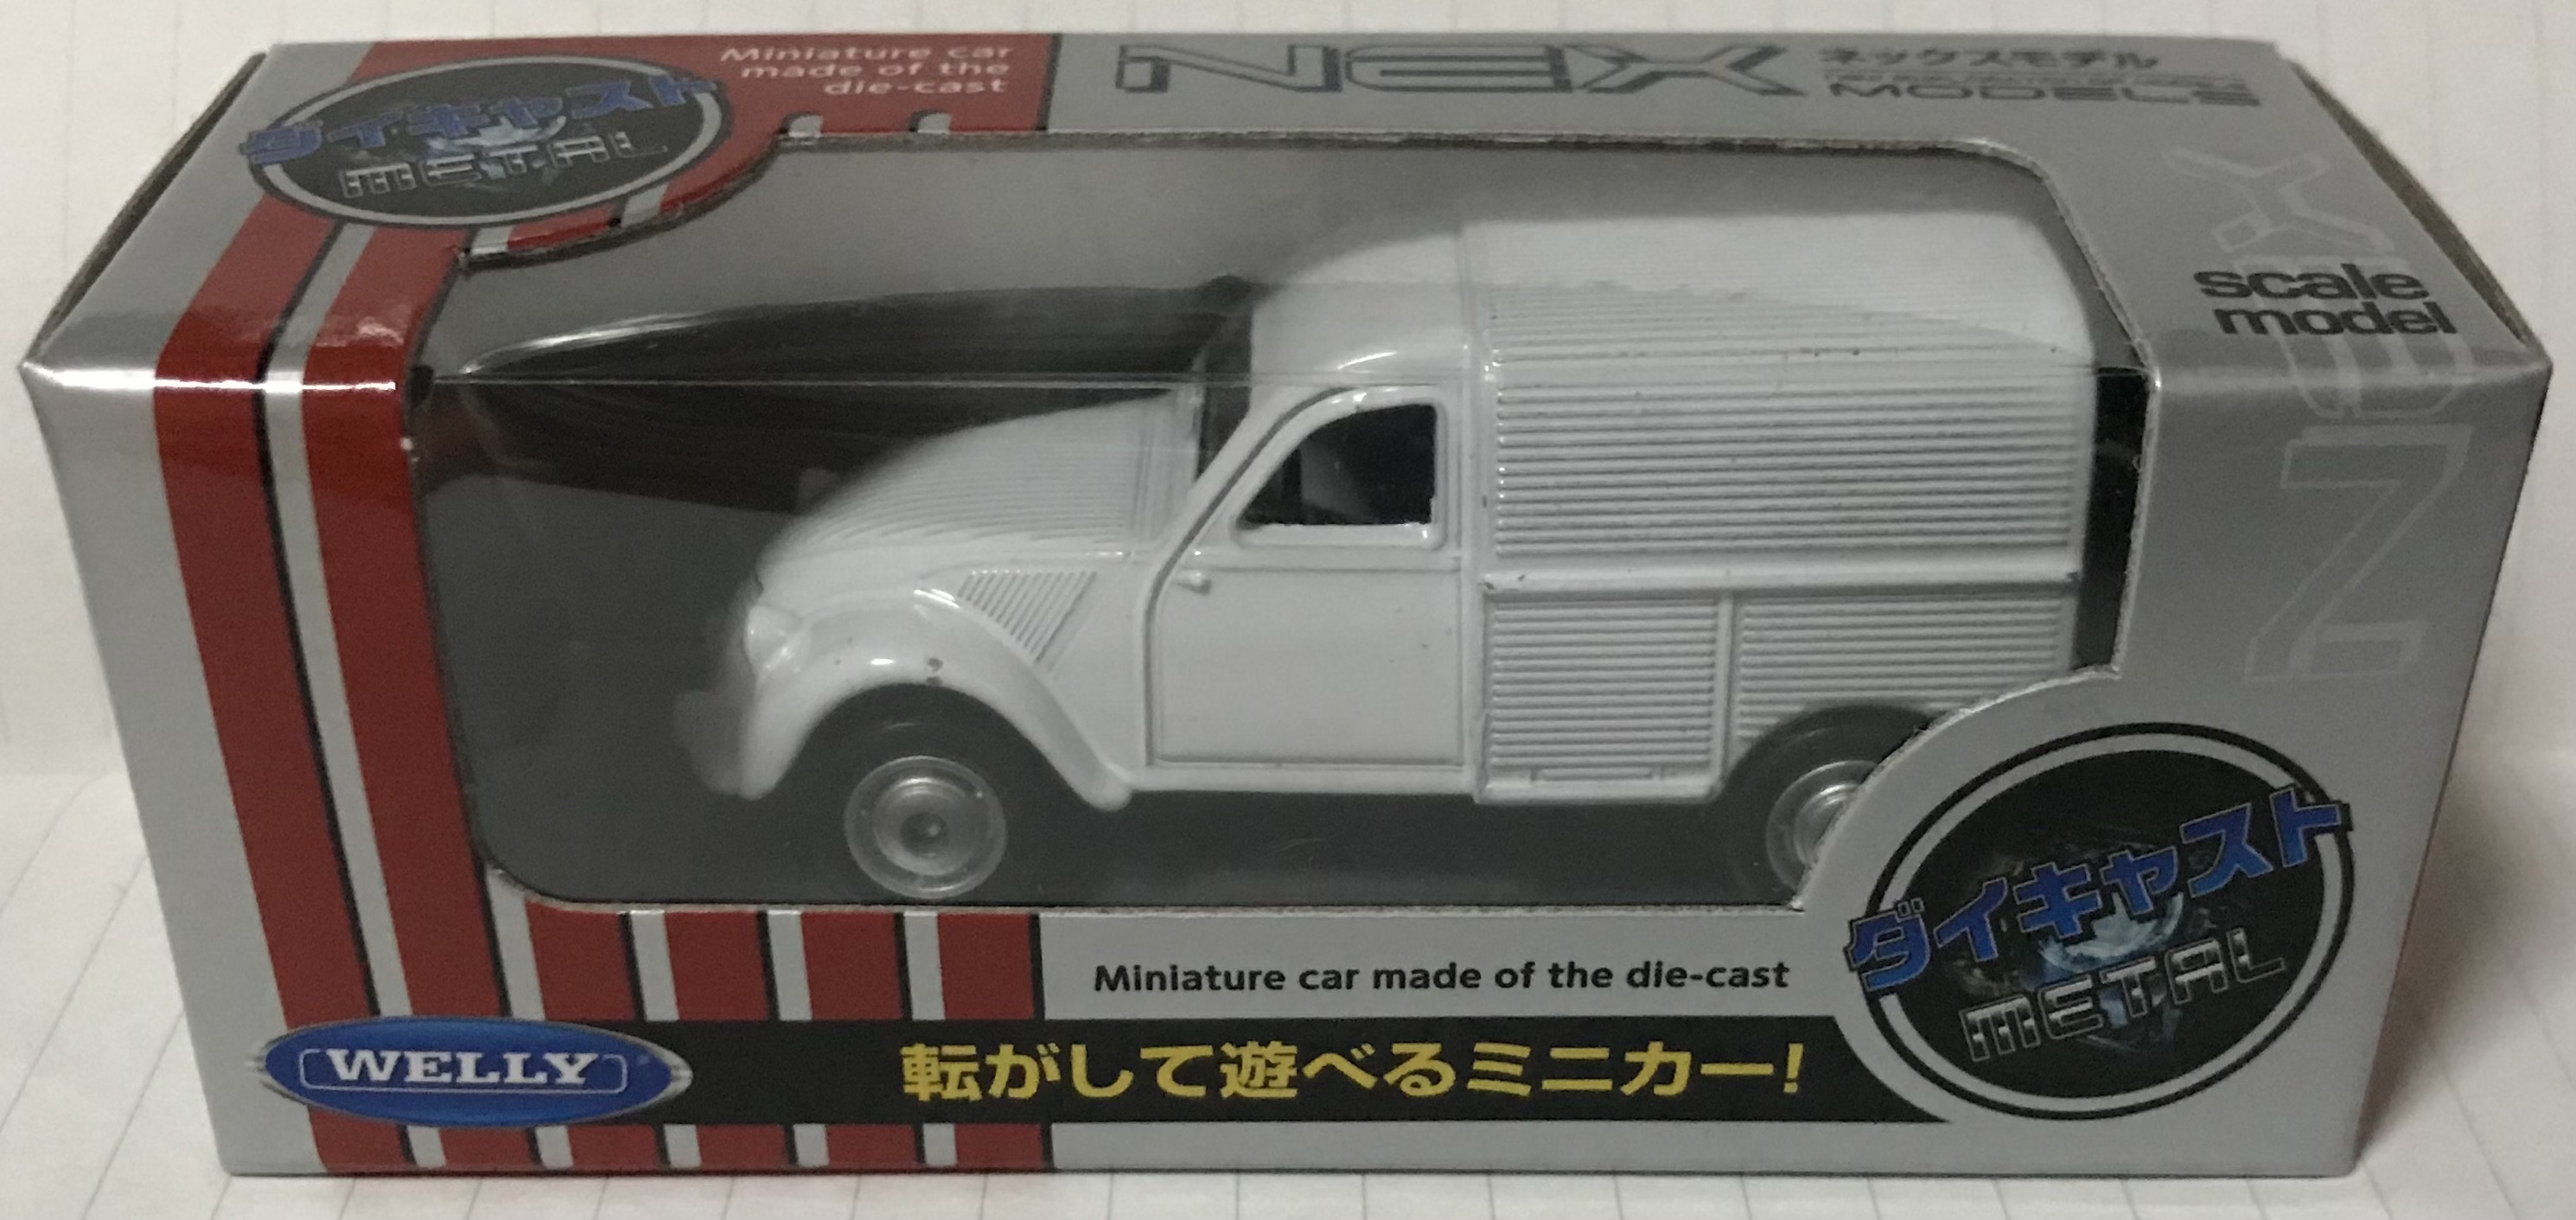 Miniature car
made of the
die-cast
ダイキャスト
METAL
NEX
ネックスモデル
MODELS
NEX
scale
model
Miniature car made of the die-cast
ダイキャスト
METAL
WELLY
転がして遊べるミニカー!